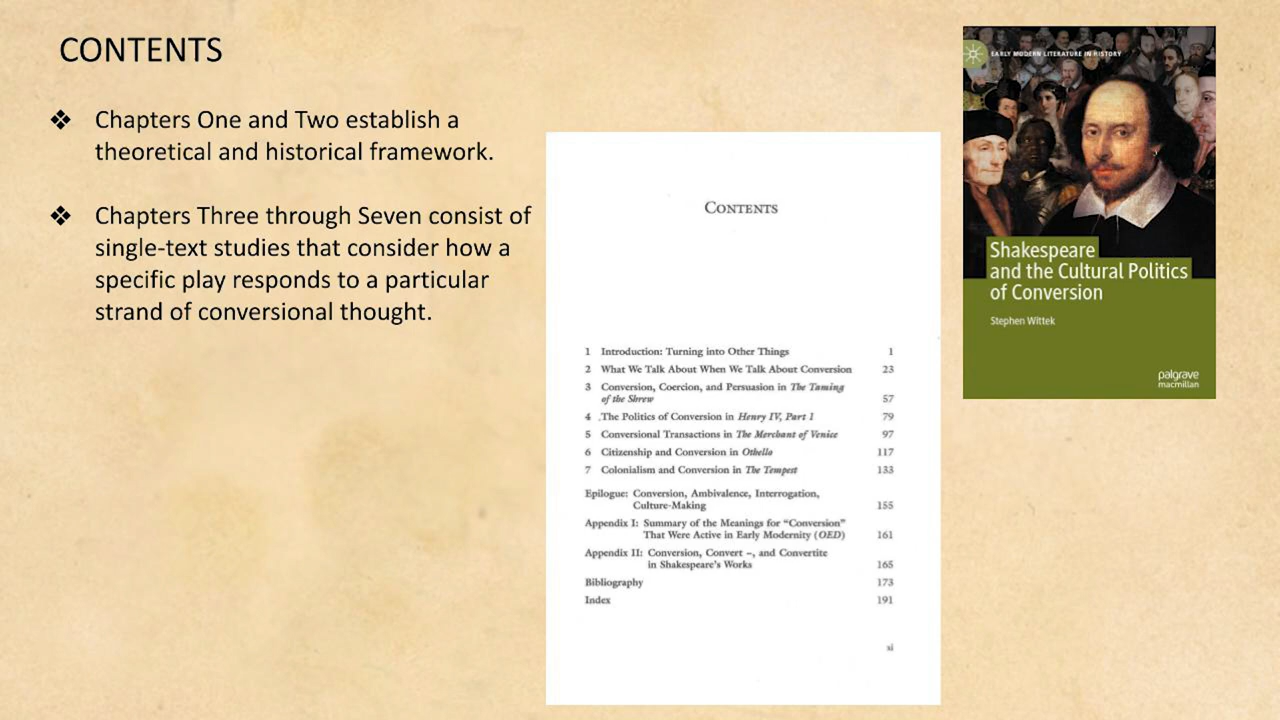 CONTENTS
❖ Chapters One and Two establish a
theoretical and historical framework.
❖ Chapters Three through Seven consist of
single-text studies that consider how a
specific play responds to a particular
strand of conversional thought.
CONTENTS
1 Introduction: Turning into Other Things 1
2 What We Talk About When We Talk About Conversion 23
3 Conversion, Coercion, and Persuasion in The Taming
of the Shrew 57
4 .The Politics of Conversion in Henry IV, Part 1 79
5 Conversional Transactions in The Merchant of Venice 97
6 Citizenship and Conversion in Othello 117
7 Colonialism and Conversion in The Tempest 133
Epilogue: Conversion, Ambivalence, Interrogation,
Culture-Making 155
Appendix I: Summary of the Meanings for “Conversion”
That Were Active in Early Modernity (OED) 161
Appendix II: Conversion, Convert –, and Convertite
in Shakespeare’s Works 165
Bibliography 173
Index 191
xi
EARLY MODERN LITERATURE IN HISTORY
Shakespeare
and the Cultural Politics
of Conversion
Stephen Wittek
palgrave
macmillan